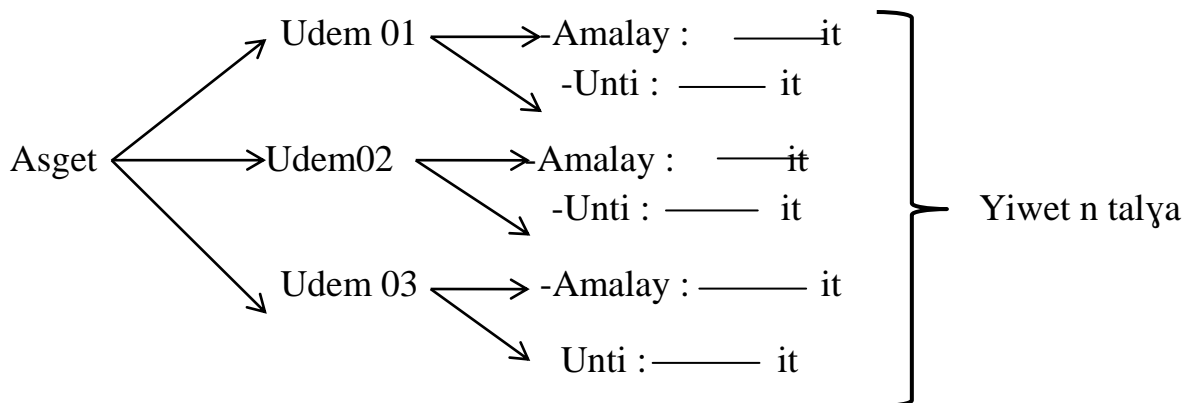 Udem 01 -Amalay : it
-Unti : it
Asget Udem02 -Amalay : it
-Unti : it Yiwet n talɣa
Udem 03 -Amalay : it
Unti : it